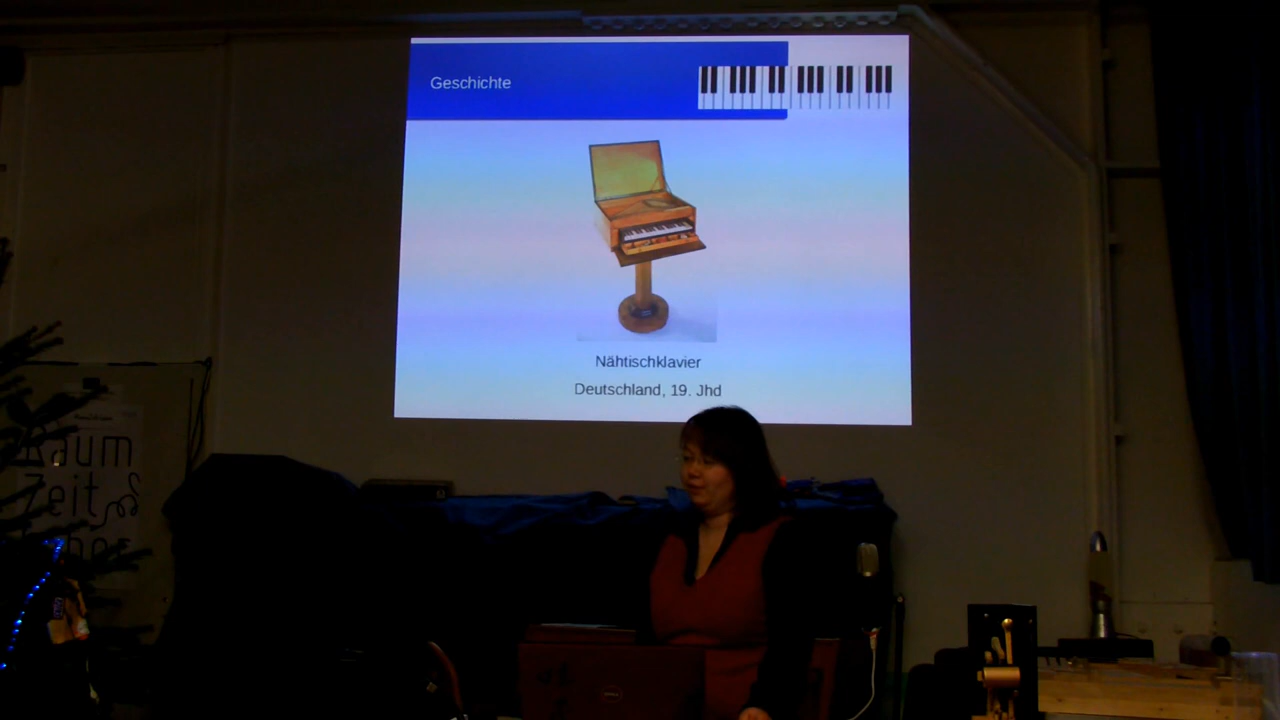 Geschichte
Nähtischklavier
Deutschland, 19. Jhd
Raum
Zeit